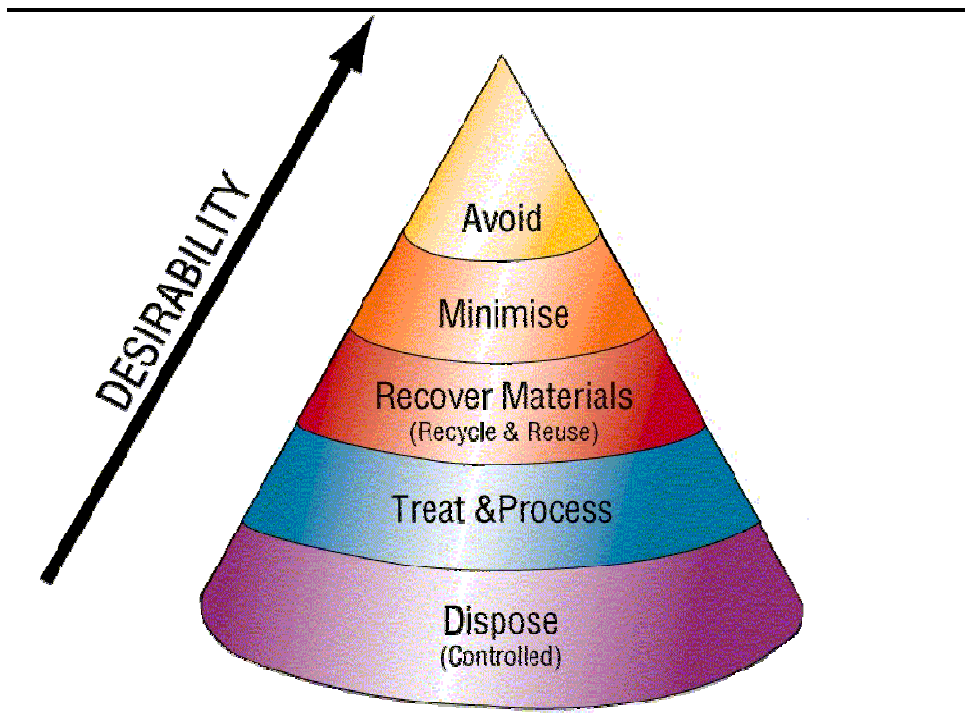 DESIRABILITY
Avoid
Minimise
Recover Materials
(Recycle & Reuse)
Treat &Process
Dispose
(Controlled)